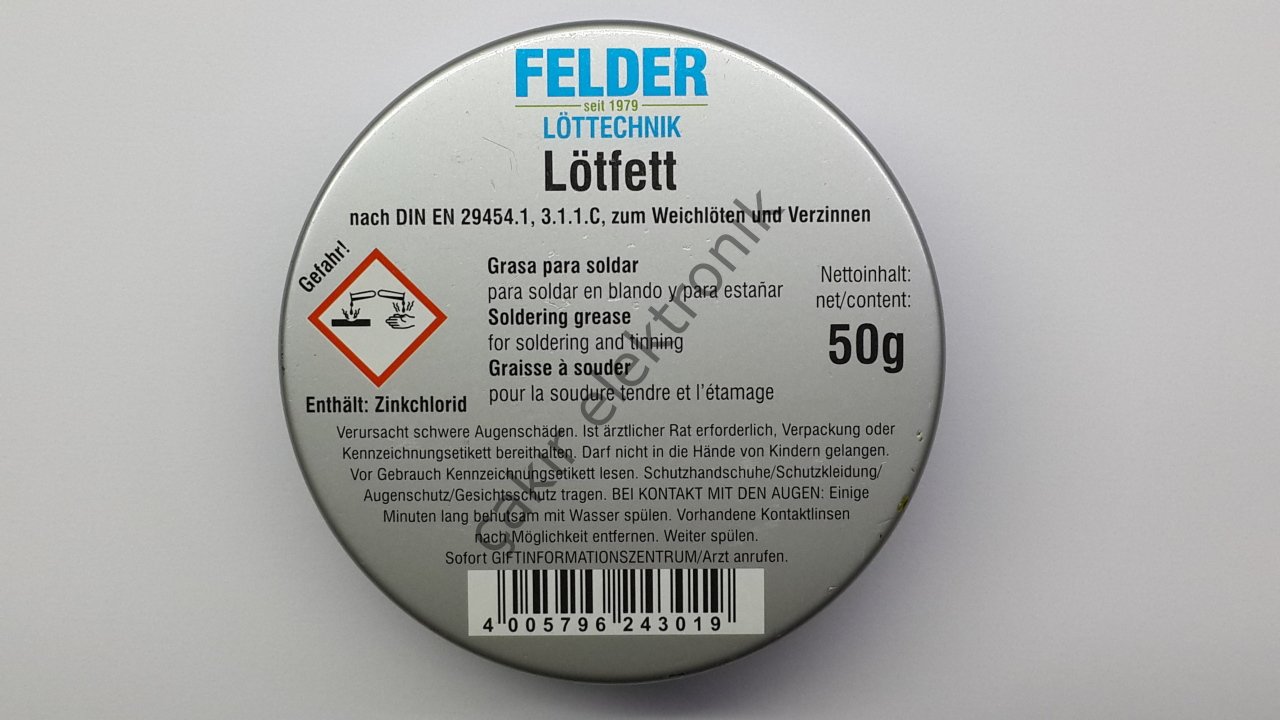 FELDER
seit 1979
LÖTTECHNIK
Lötfett
nach DIN EN 29454.1, 3.1.1.C, zum Weichlöten und Verzinnen
Gefahr!
Enthält: Zinkchlorid
Grasa para soldar
para soldar en blando y para estañar
Soldering grease
for soldering and tinning
Graisse à souder
pour la soudure tendre et l'étamage
Nettoinhalt:
net/content:
50g
Verursacht schwere Augenschäden. Ist ärztlicher Rat erforderlich, Verpackung oder
Kennzeichnungsetikett bereithalten. Darf nicht in die Hände von Kindern gelangen.
Vor Gebrauch Kennzeichnungsetikett lesen. Schutzhandschuhe/Schutzkleidung/
Augenschutz/Gesichtsschutz tragen. BEI KONTAKT MIT DEN AUGEN: Einige
Minuten lang behutsam mit Wasser spülen. Vorhandene Kontaktlinsen
nach Möglichkeit entfernen. Weiter spülen.
Sofort GIFTINFORMATIONSZENTRUM/Arzt anrufen.
4 005796 243019
elektronik